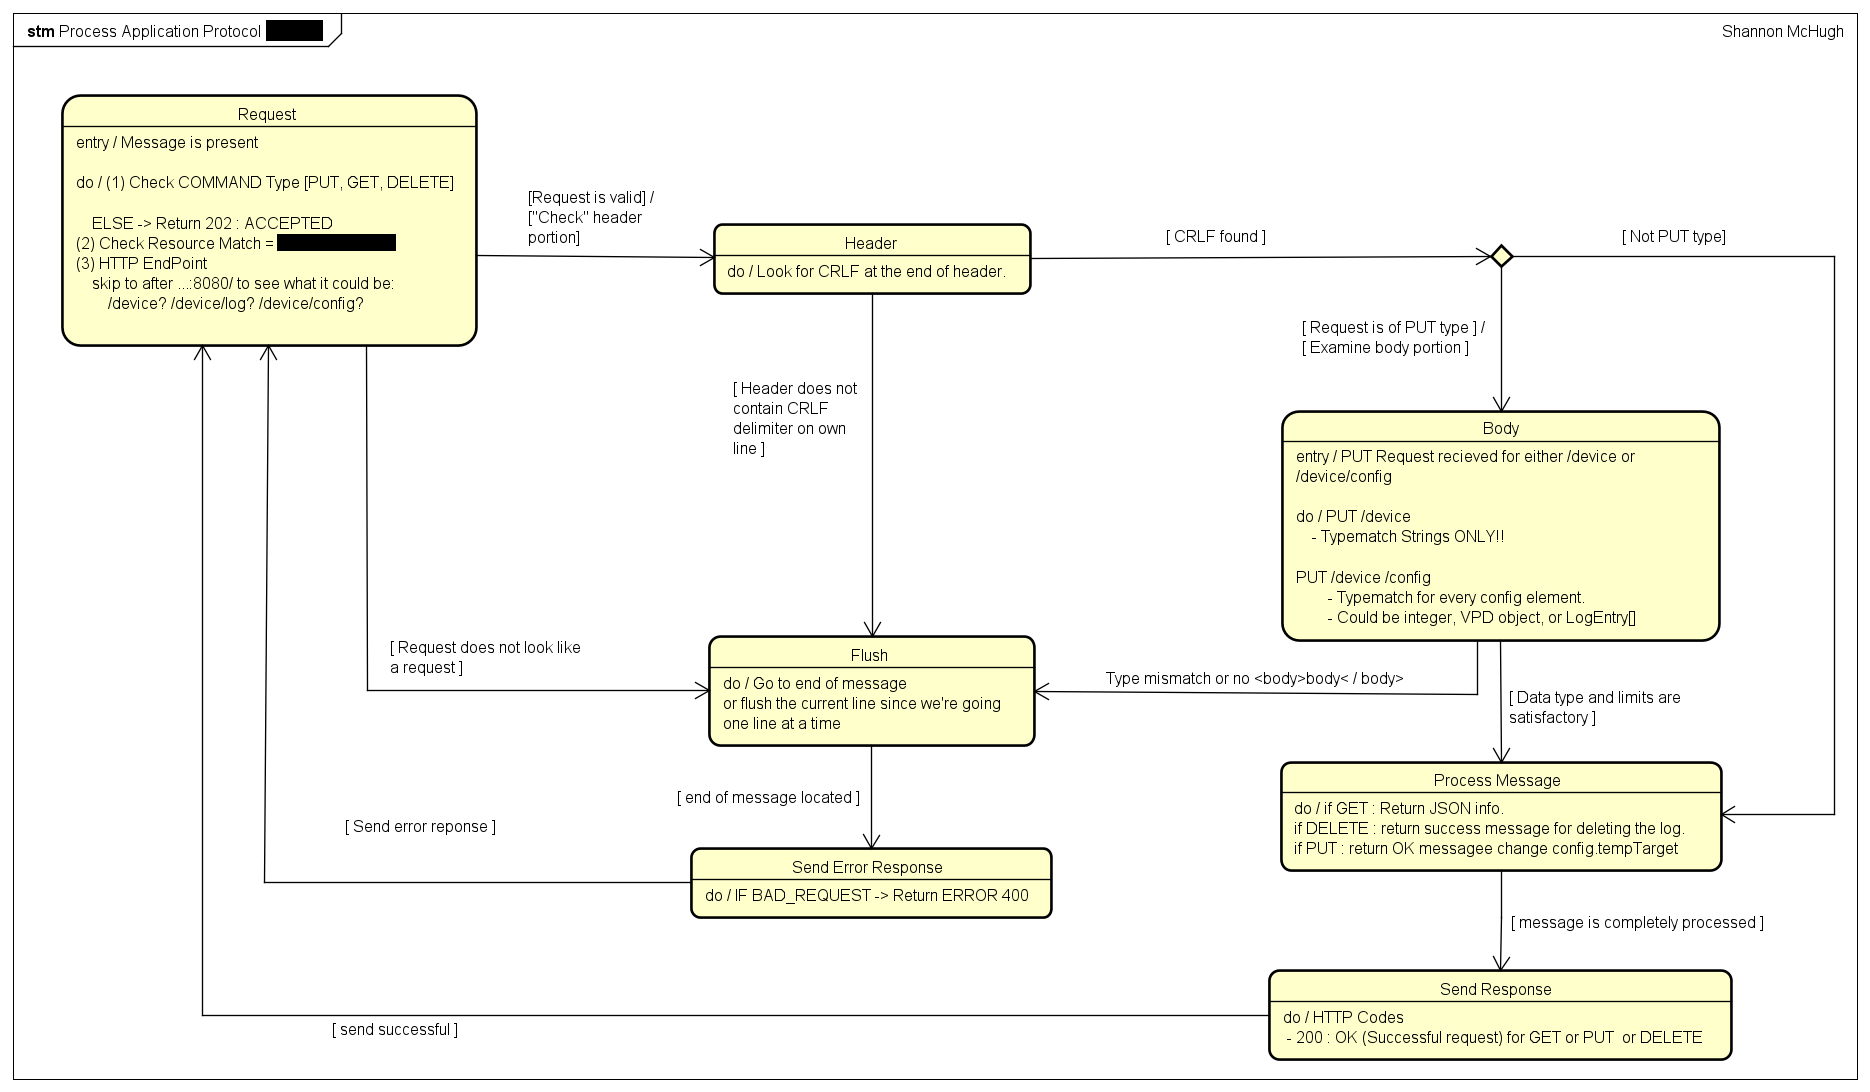 stm Process Application Protocol
Shannon McHugh
Request
entry / Message is present
do / (1) Check COMMAND Type [PUT, GET, DELETE]
ELSE -> Return 202 : ACCEPTED
(2) Check Resource Match =
(3) HTTP EndPoint
skip to after ...:8080/ to see what it could be:
/device? /device/log? /device/config?
[Request is valid] /
["Check" header
portion]
Header
do / Look for CRLF at the end of header.
[ CRLF found ]
[ Not PUT type]
[ Request is of PUT type ] /
[ Examine body portion ]
[ Header does not
contain CRLF
delimiter on own
line ]
Body
entry / PUT Request recieved for either /device or
/device/config
do / PUT /device
- Typematch Strings ONLY!!
PUT /device /config
- Typematch for every config element.
- Could be integer, VPD object, or LogEntry[]
[ Request does not look like
a request ]
Flush
do / Go to end of message
or flush the current line since we're going
one line at a time
Type mismatch or no <body>body< / body>
[ Data type and limits are
satisfactory ]
Process Message
do / if GET : Return JSON info.
if DELETE : return success message for deleting the log.
if PUT : return OK messagee change config.tempTarget
[ end of message located ]
[ Send error reponse ]
Send Error Response
do / IF BAD_REQUEST -> Return ERROR 400
[ message is completely processed ]
Send Response
do / HTTP Codes
- 200 : OK (Successful request) for GET or PUT  or DELETE
[ send successful ]